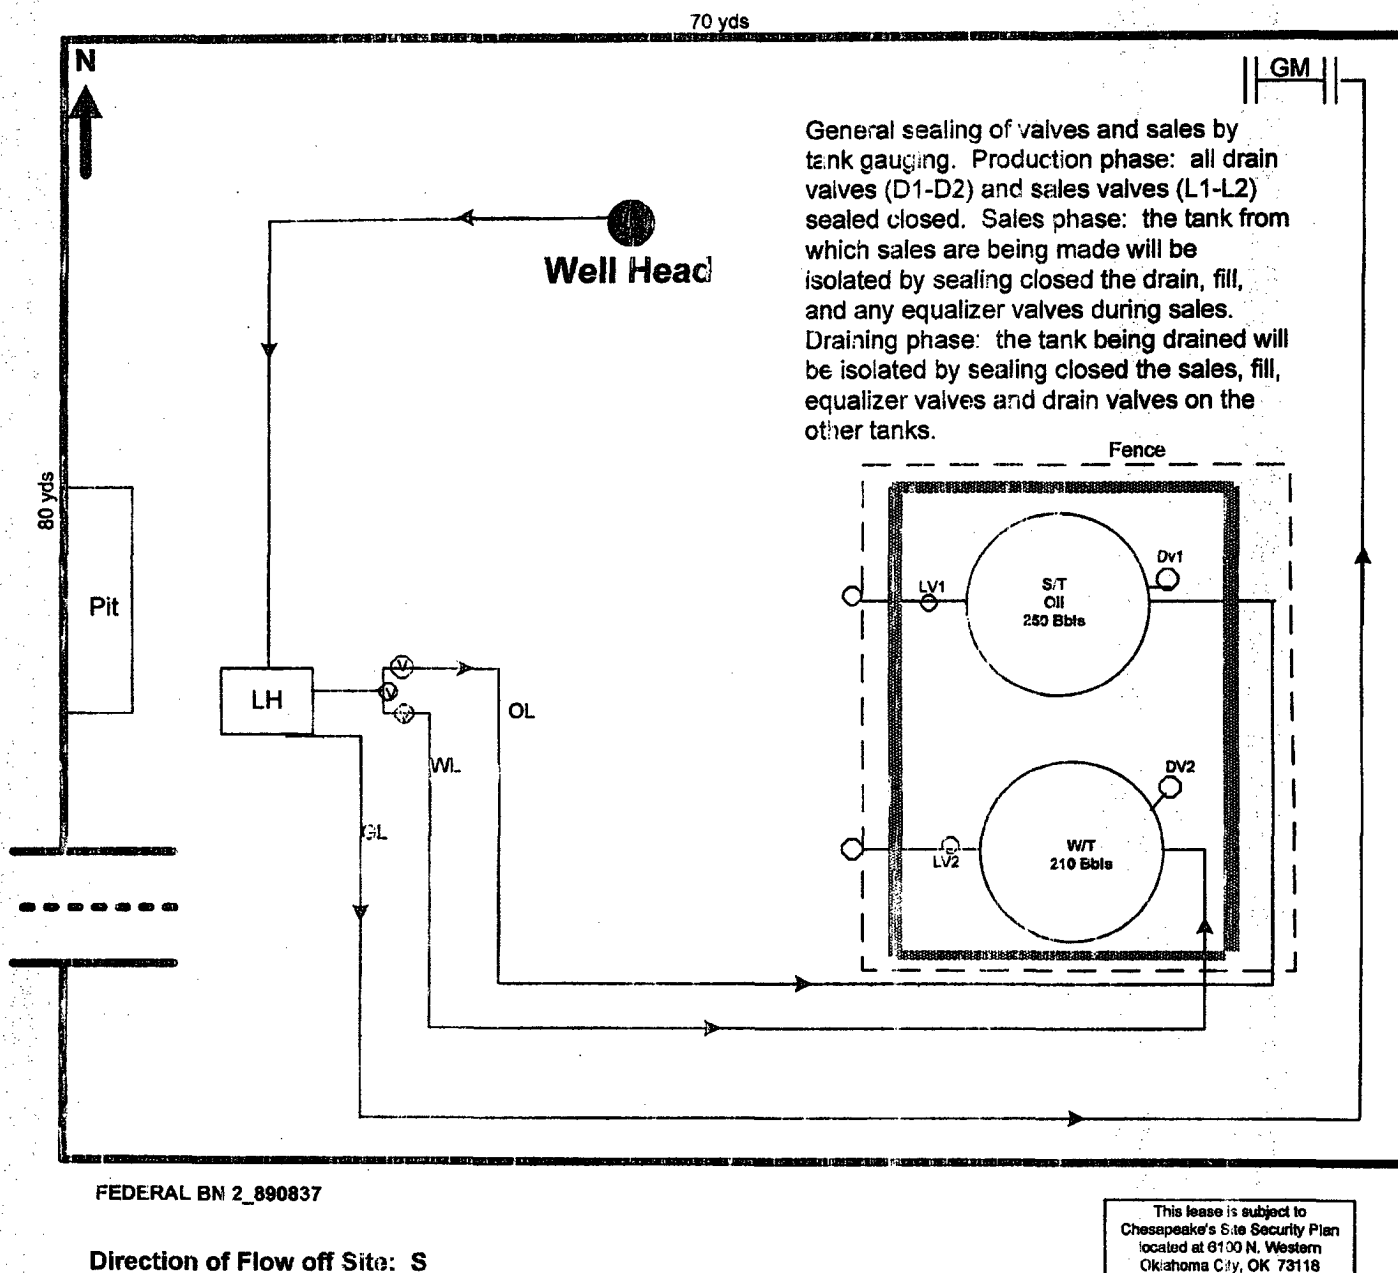 70 yds
N
GM
General sealing of valves and sales by
tank gauging. Production phase: all drain
valves (D1-D2) and sales valves (L1-L2)
sealed closed. Sales phase: the tank from
which sales are being made will be
isolated by sealing closed the drain, fill,
and any equalizer valves during sales.
Draining phase: the tank being drained will
be isolated by sealing closed the sales, fill,
equalizer valves and drain valves on the
other tanks.
Well Head
Fence
80 yds
Pit
Dv1
LV1
S/T
Oil
250 Bbls
V
LH
V
V
OL
WL
GL
DV2
LV2
W/T
210 Bbls
FEDERAL BN 2_890837
Direction of Flow off Site: S
This lease is subject to
Chesapeake's Site Security Plan
located at 6100 N. Western
Oklahoma City, OK 73118